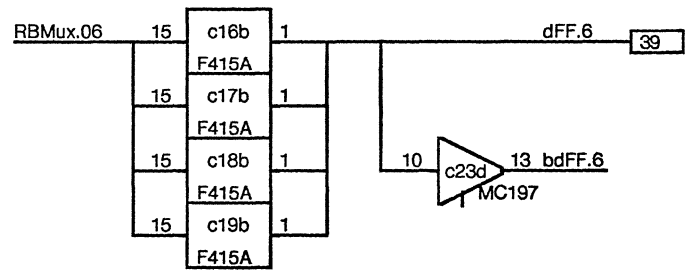 RBMux.06 15 c16b 1 dFF.6 39
F415A
15 c17b 1
F415A
15 c18b 1 10 c23d 13 bdFF.6
F415A MC197
15 c19b 1
F415A